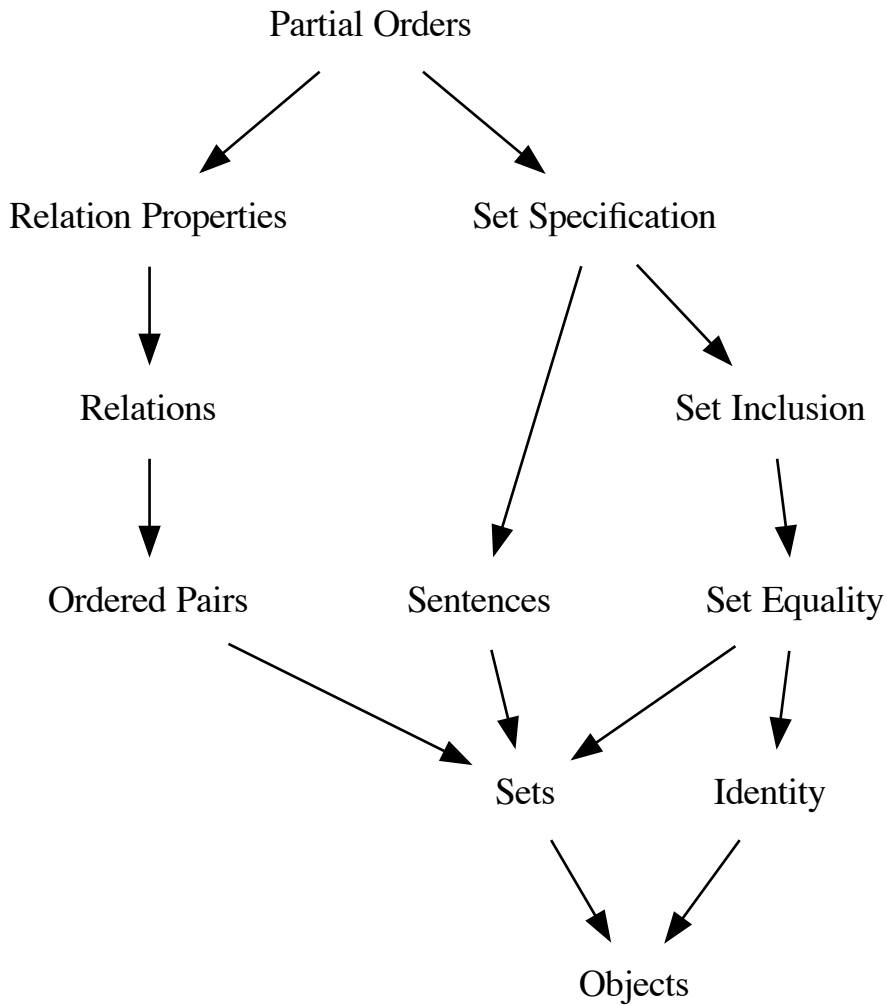 Partial Orders
Relation Properties
Set Specification
Relations
Set Inclusion
Ordered Pairs
Sentences
Set Equality
Sets
Identity
Objects